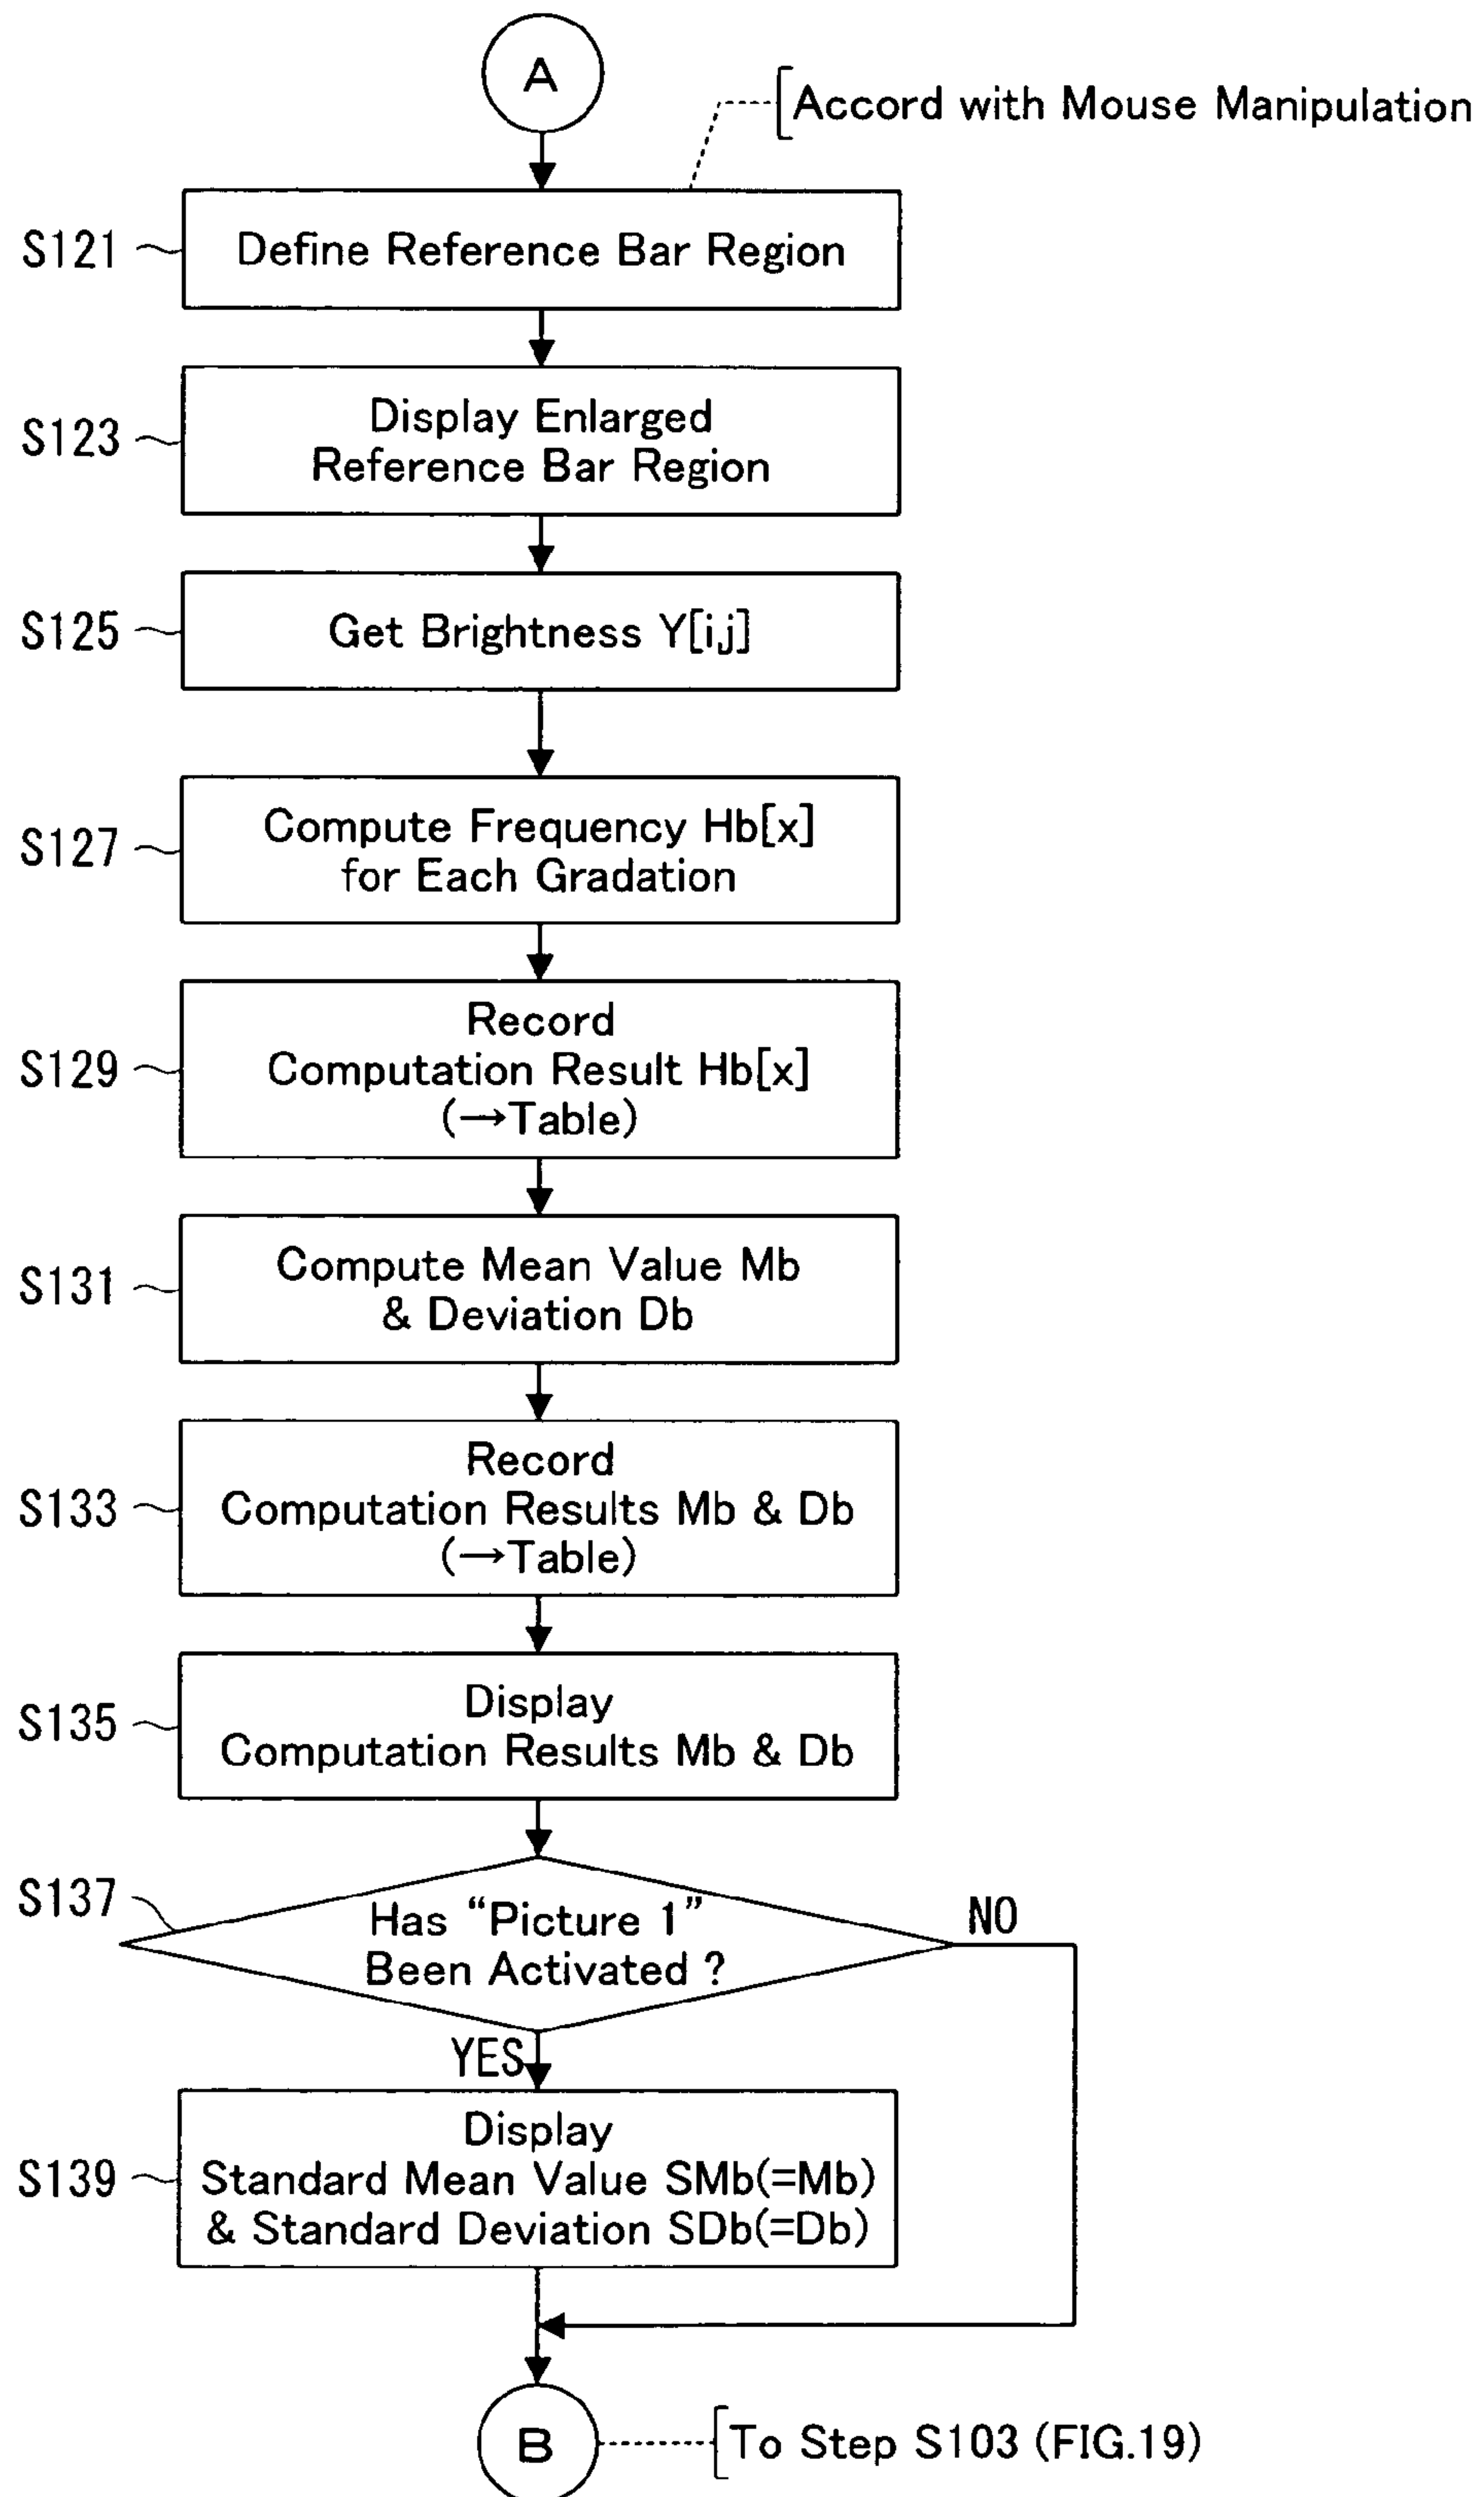 A
Accord with Mouse Manipulation
S121
Define Reference Bar Region
S123
Display Enlarged
Reference Bar Region
S125
Get Brightness Y[i,j]
S127
Compute Frequency Hb[x]
for Each Gradation
S129
Record
Computation Result Hb[x]
(→Table)
S131
Compute Mean Value Mb
& Deviation Db
S133
Record
Computation Results Mb & Db
(→Table)
S135
Display
Computation Results Mb & Db
S137
Has “Picture 1”
Been Activated ?
NO
YES
S139
Display
Standard Mean Value SMb(=Mb)
& Standard Deviation SDb(=Db)
B
To Step S103 (FIG.19)